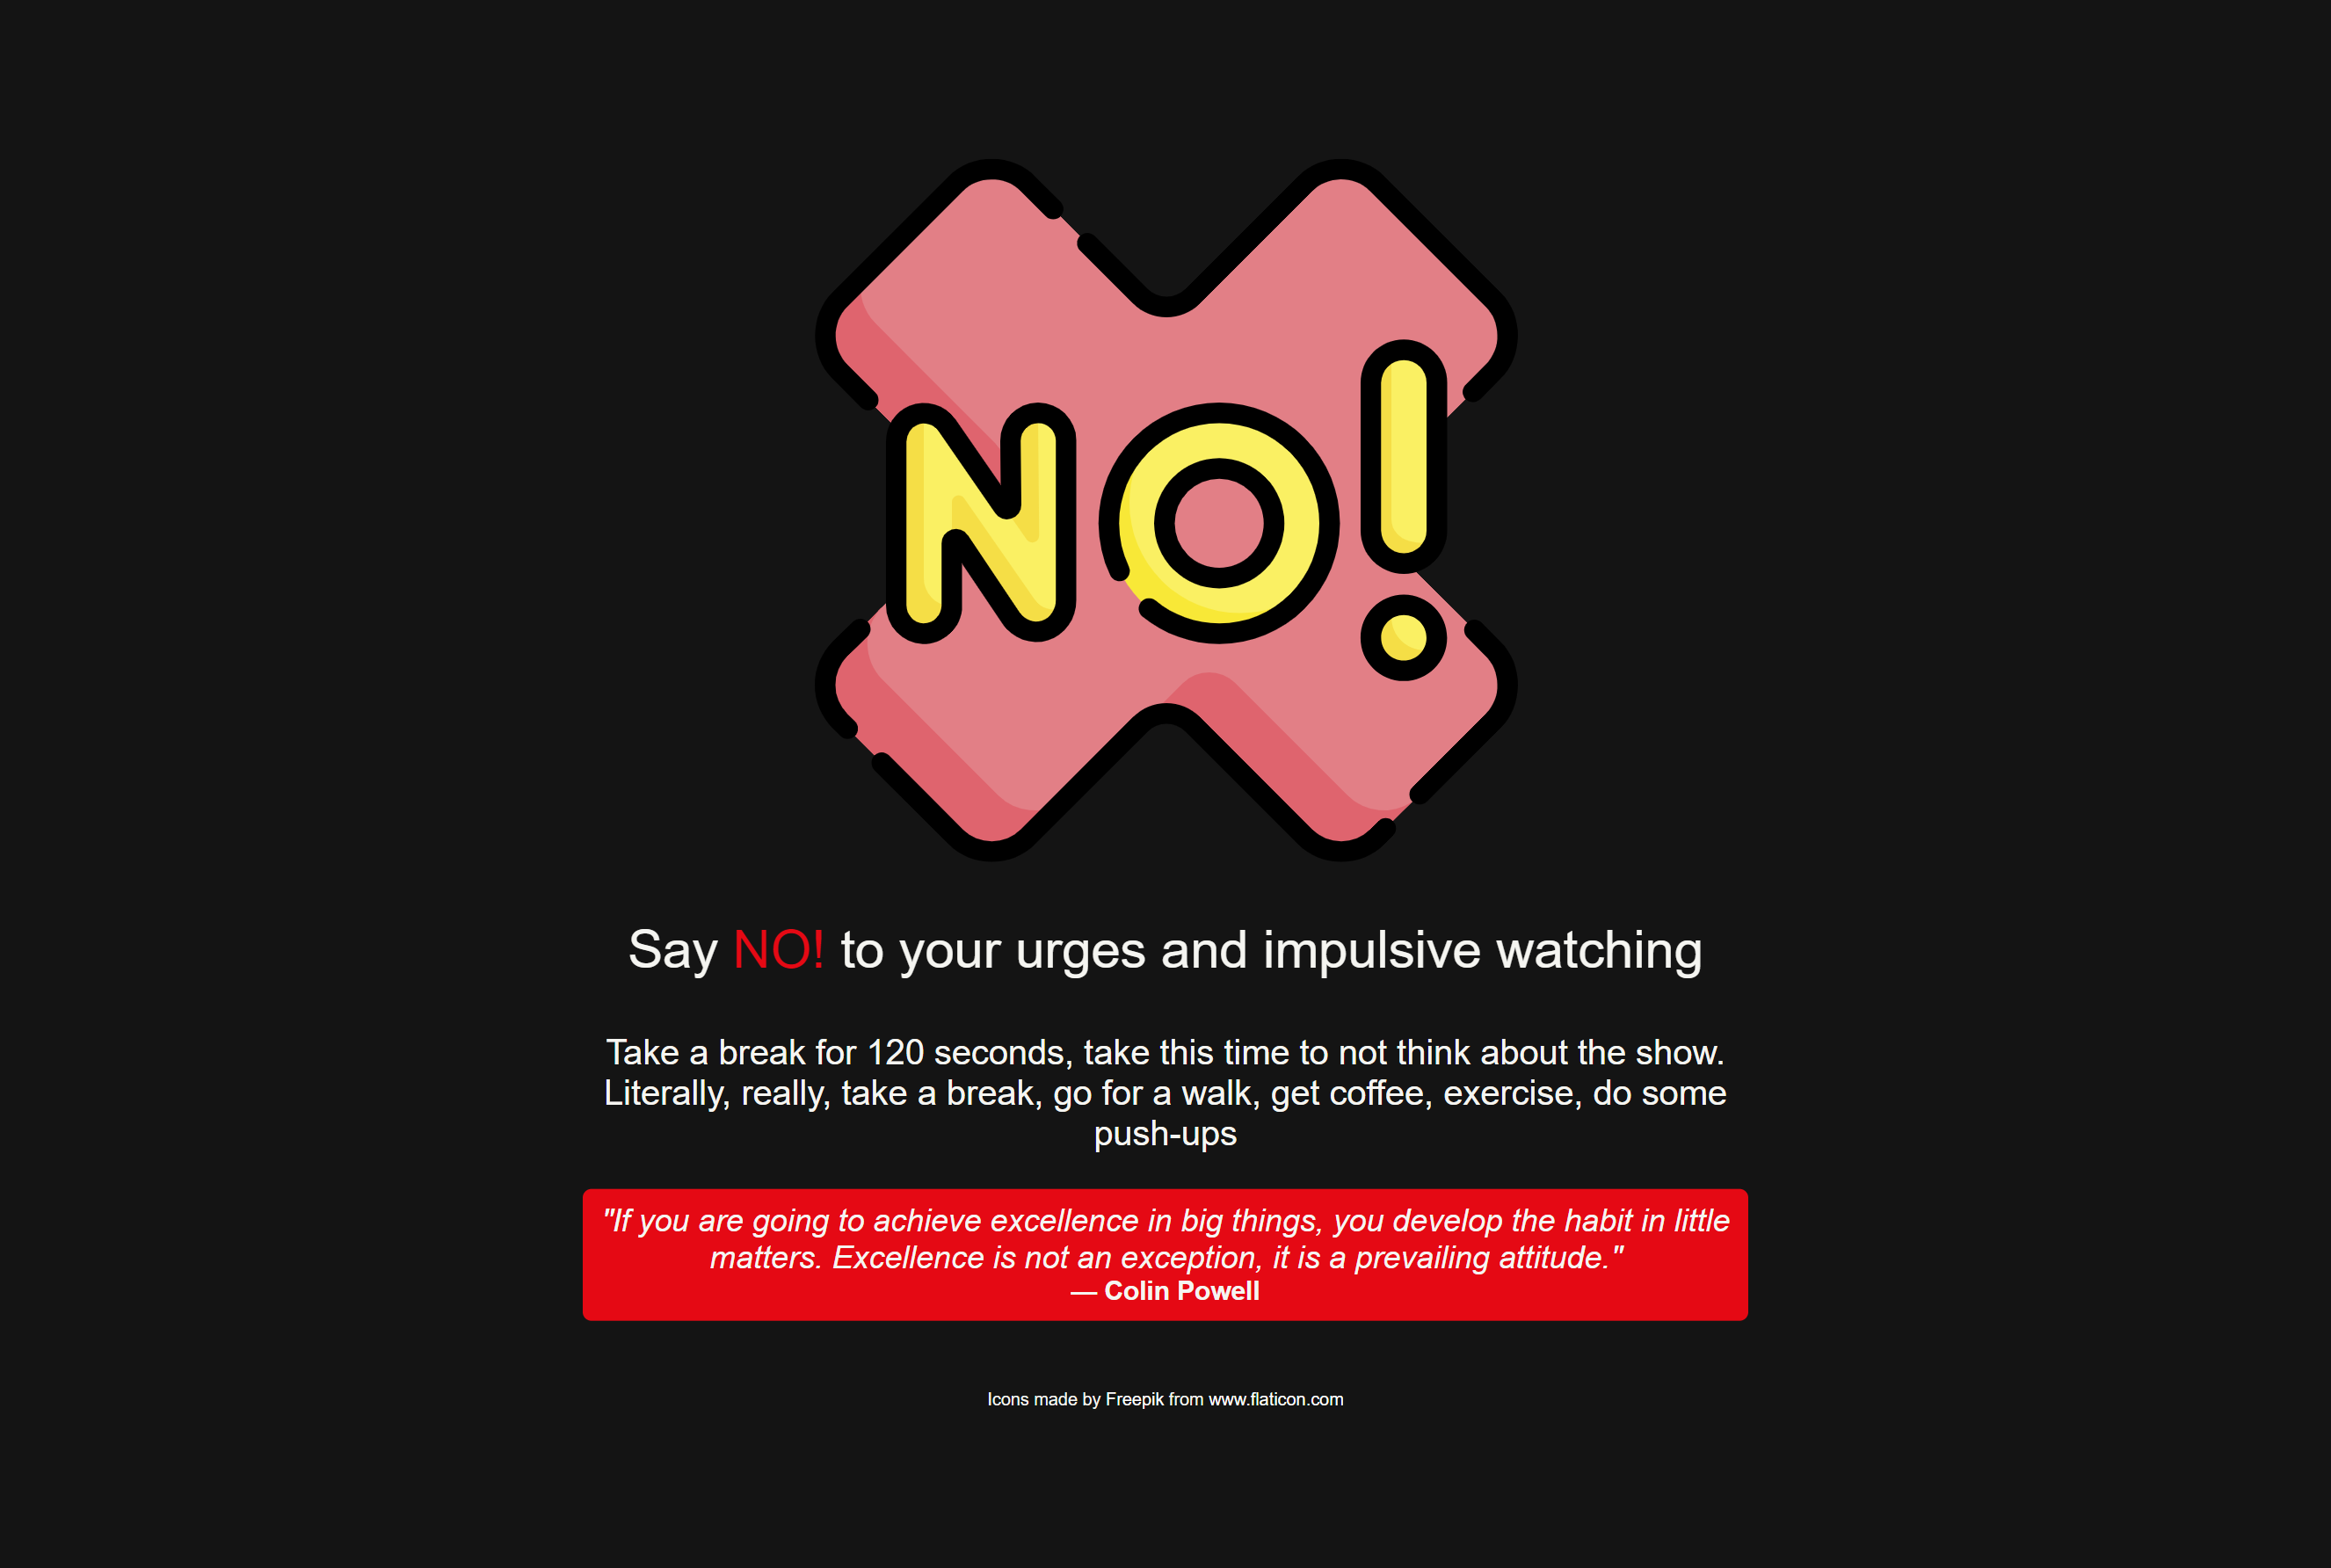 NO!
Say NO! to your urges and impulsive watching
Take a break for 120 seconds, take this time to not think about the show.
Literally, really, take a break, go for a walk, get coffee, exercise, do some
push-ups
"If you are going to achieve excellence in big things, you develop the habit in little
matters. Excellence is not an exception, it is a prevailing attitude."
— Colin Powell
Icons made by Freepik from www.flaticon.com